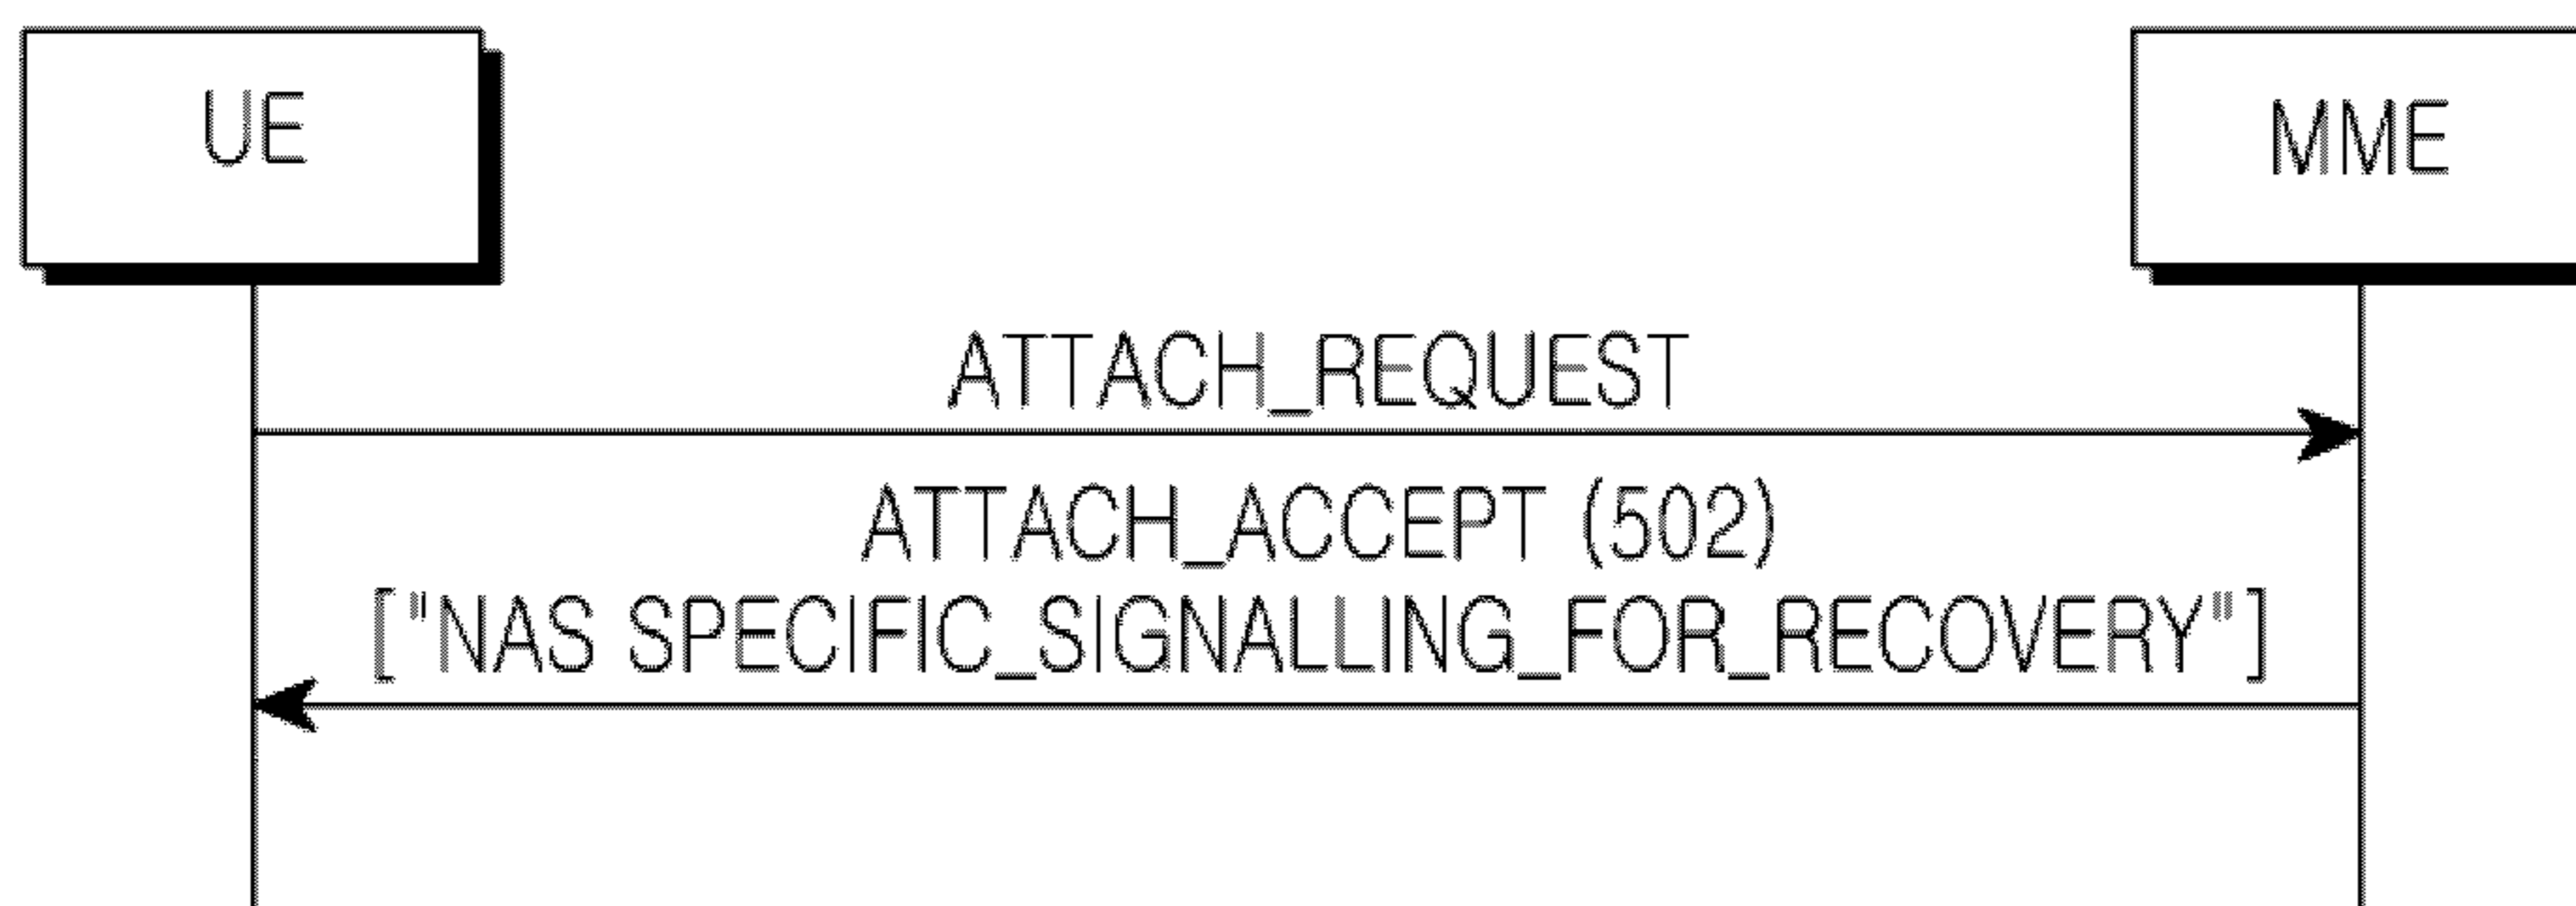 UE
MME
ATTACH_REQUEST
ATTACH_ACCEPT (502)
["NAS SPECIFIC_SIGNALLING_FOR_RECOVERY"]